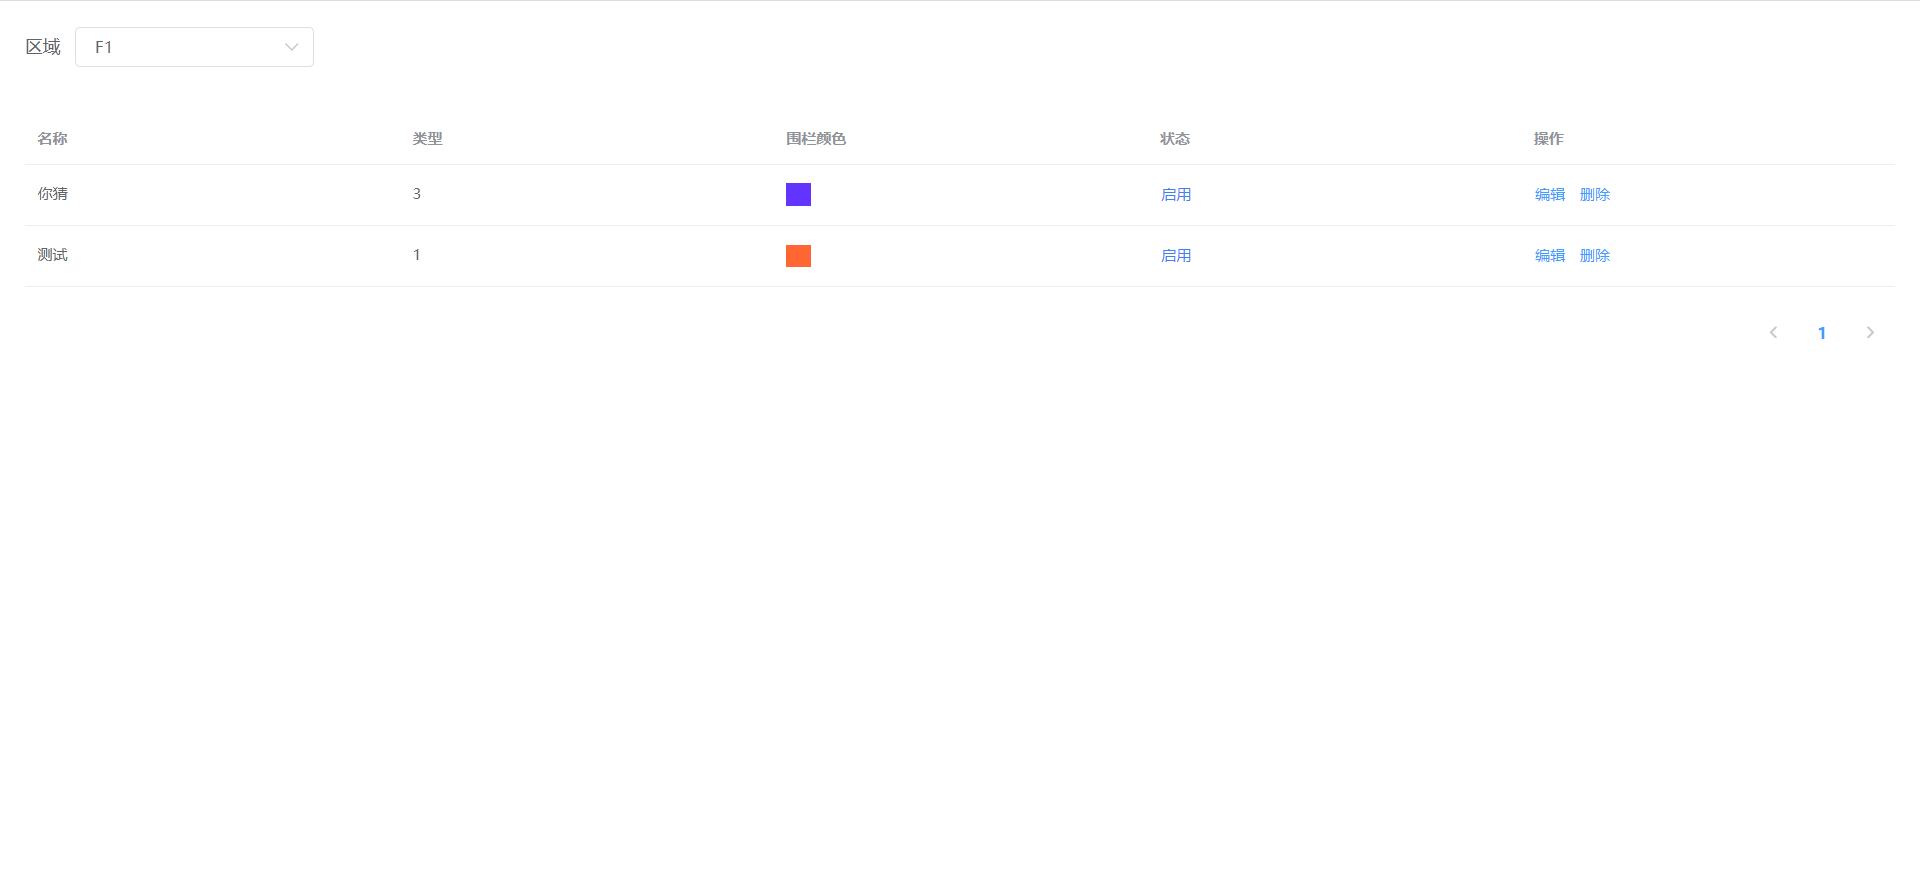 区域 F1
名称 类型 围栏颜色 状态 操作
你猜 3 启用 编辑 删除
测试 1 启用 编辑 删除
1